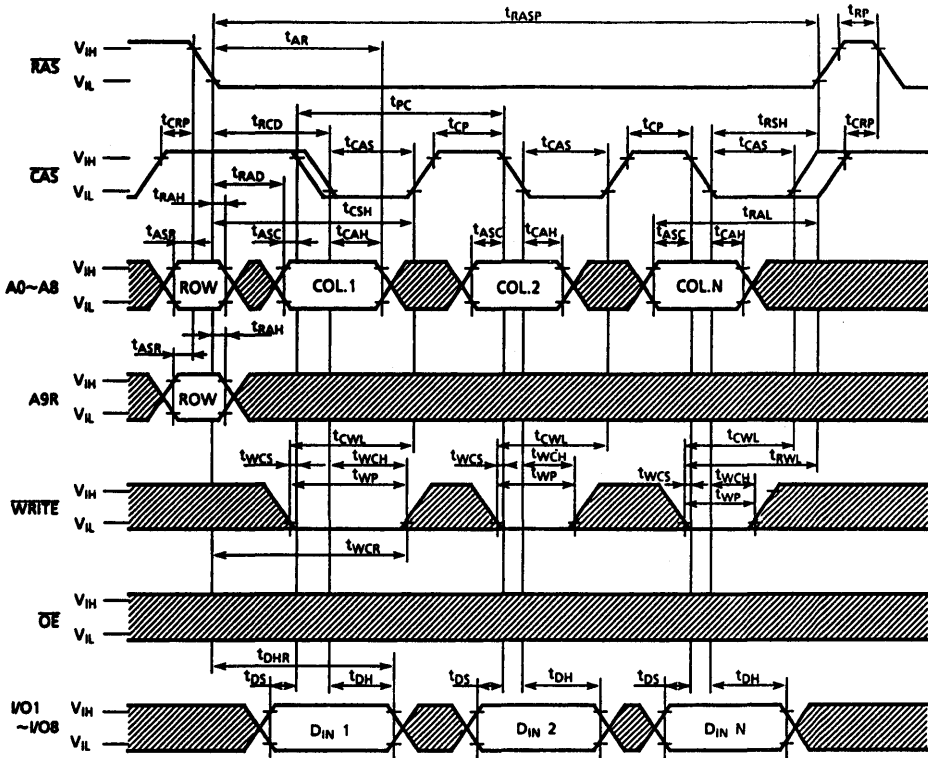 tRASP
tAR
tRP
RAS
VIH
VIL
tPC
tCRP
tRCD
tCP
tCP
tRSH
tCRP
tCAS
tCAS
tCAS
CAS
VIH
VIL
tRAD
tRAH
tCSH
tRAL
tASR
tASC
tCAH
tASC
tCAH
tASC
tCAH
A0~A8
VIH
VIL
ROW
COL.1
COL.2
COL.N
tRAH
tASR
A9R
VIH
VIL
ROW
tCWL
tCWL
tCWL
tWCS
tWCH
tWCS
tWCH
tRWL
tWP
tWP
tWCS
tWCH
tWP
WRITE
VIH
VIL
tWCR
OE
VIH
VIL
tDHR
tDS
tDH
tDS
tDH
tDS
tDH
I/O1
~I/O8
VIH
VIL
DIN 1
DIN 2
DIN N